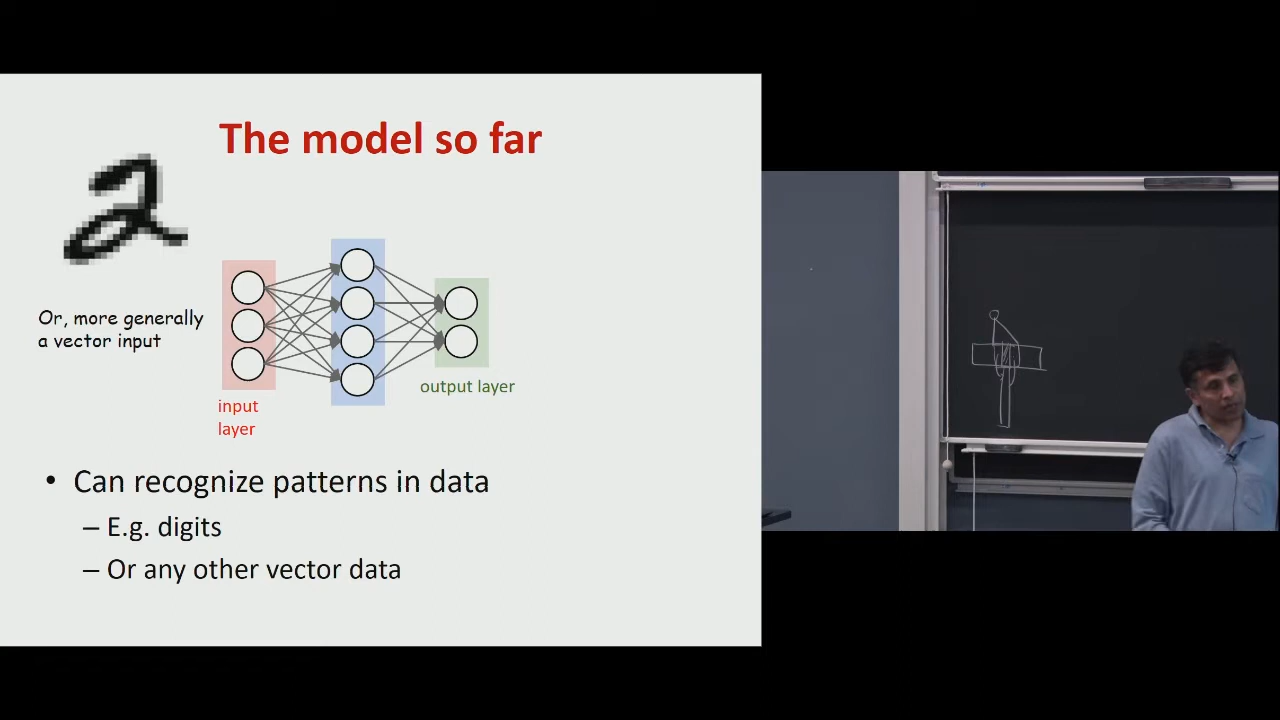 The model so far
2
Or, more generally
a vector input
input
layer
output layer
• Can recognize patterns in data
– E.g. digits
– Or any other vector data